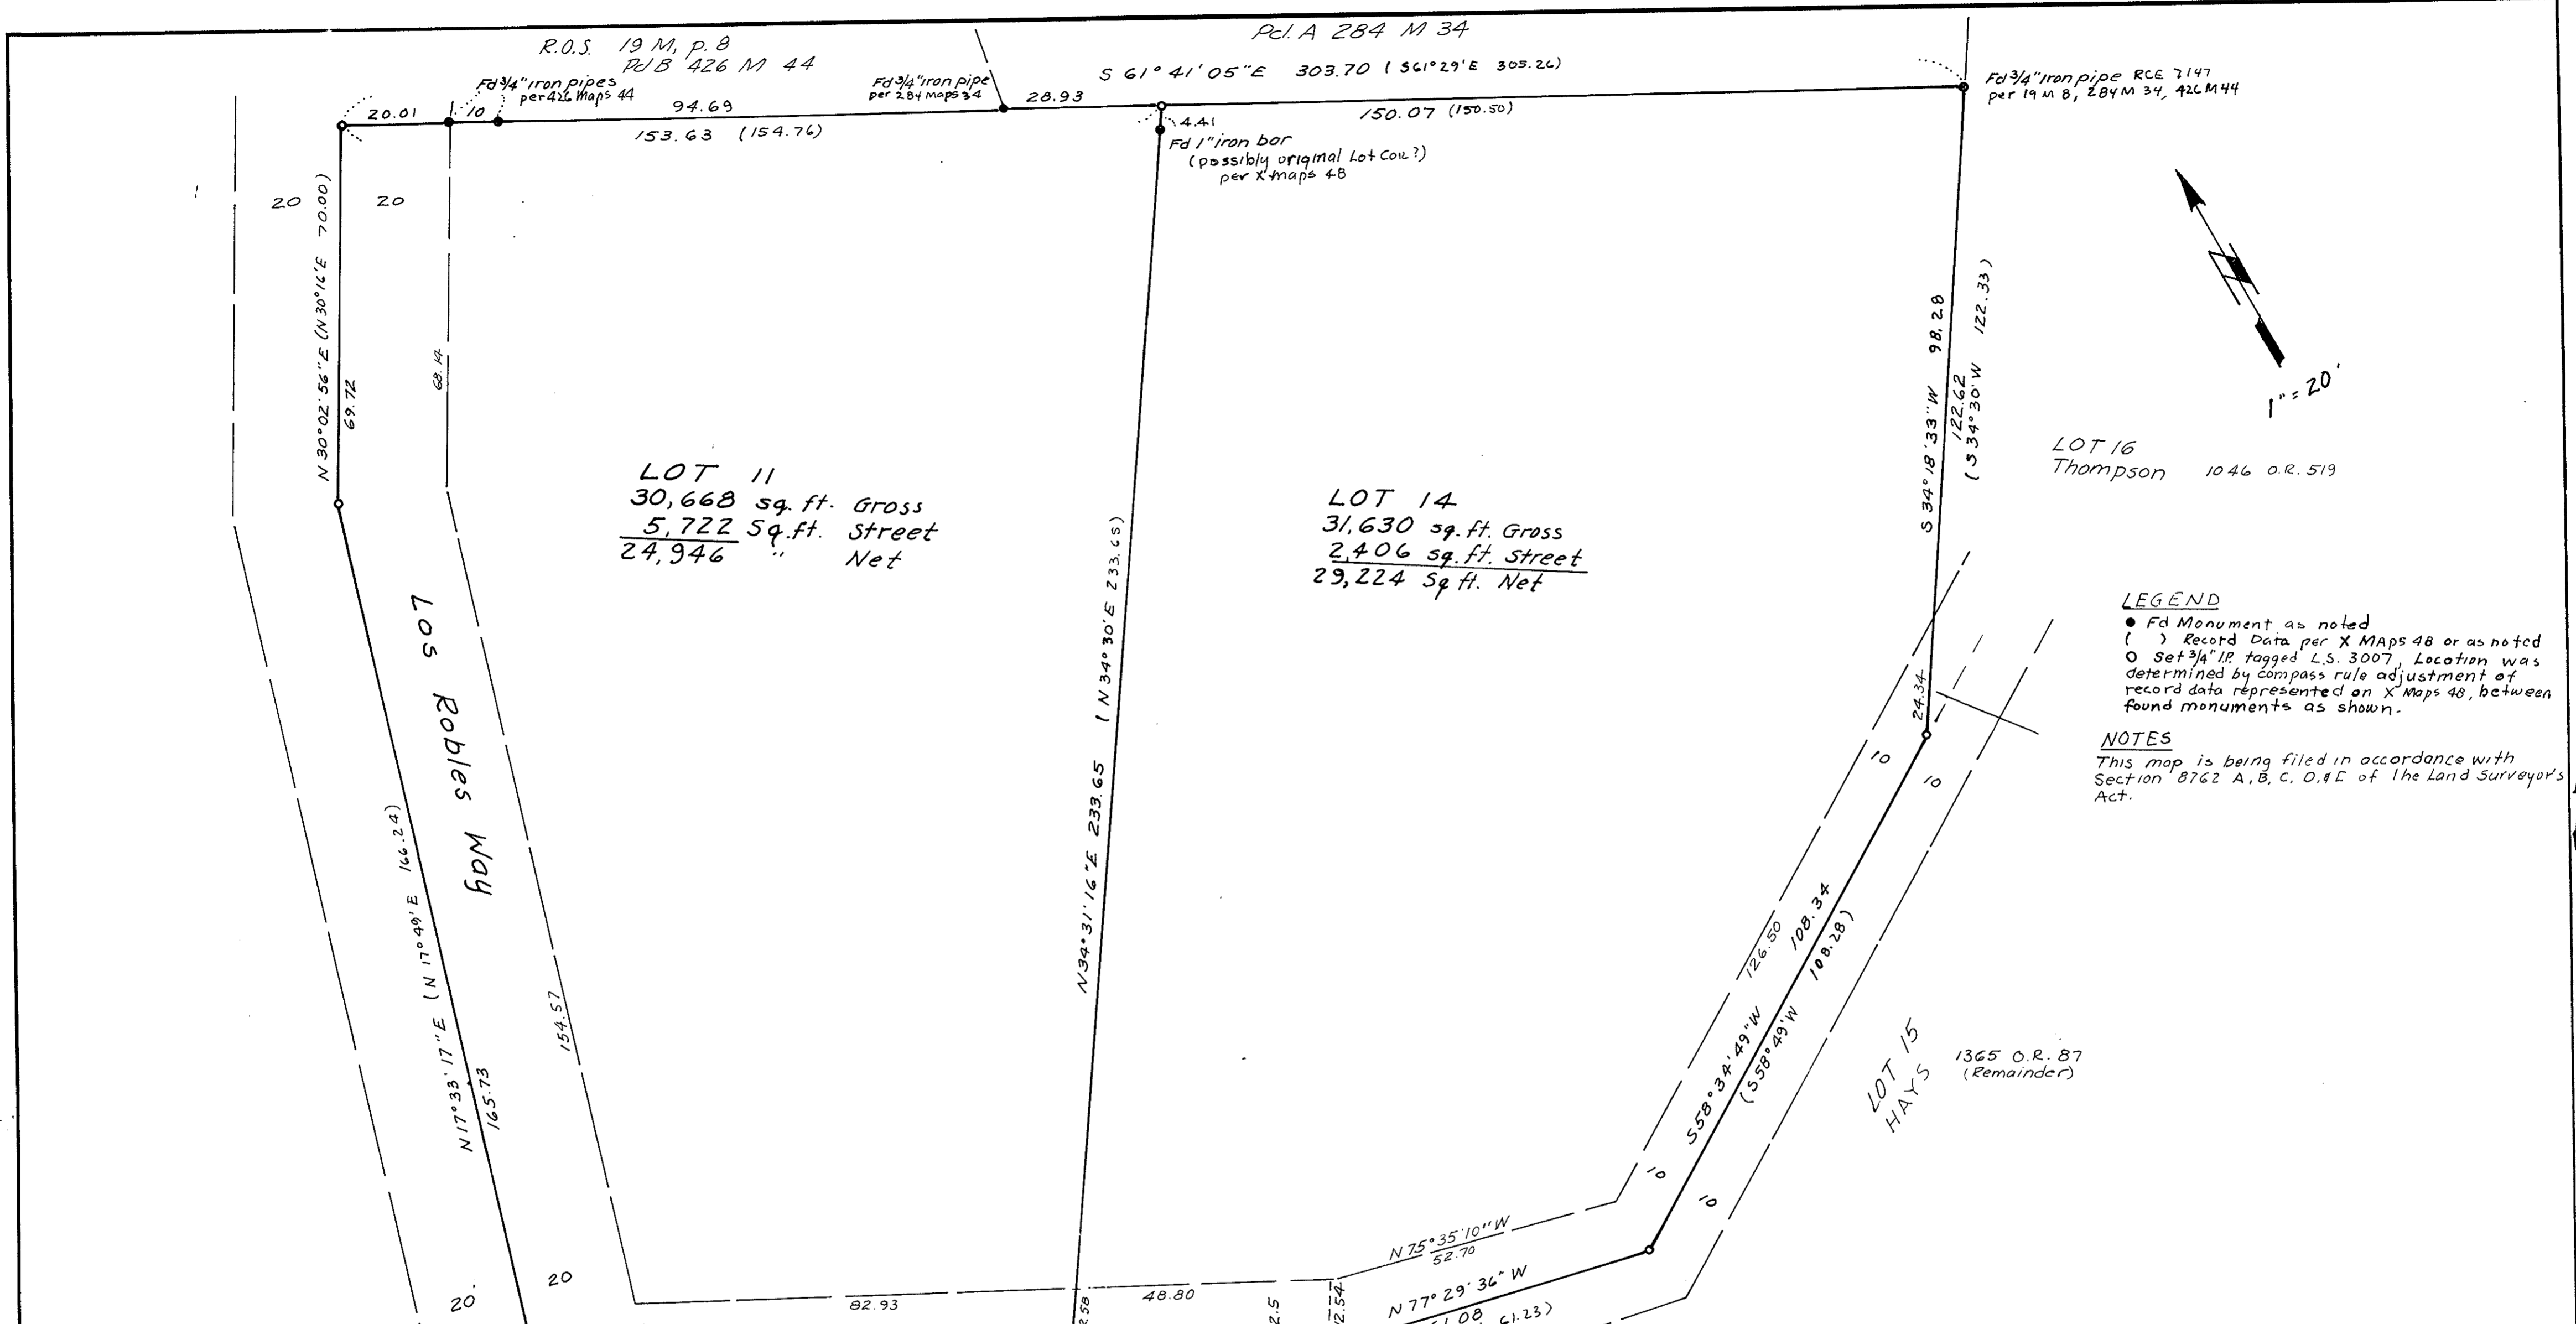 R.O.S. 19 M, p. 8
Pcl B 426 M 44
Pcl. A 284 M 34
Fd 3/4" iron pipes
per 426 Maps 44
Fd 3/4" iron pipe
per 284 Maps 34
S 61° 41' 05" E 303.70 ( S61° 29' E 305.26)
Fd 3/4" Iron pipe RCE 7147
per 19 M 8, 284 M 34, 426 M 44
20.01
10
94.69
28.93
153.63 (154.76)
4.41
150.07 (150.50)
Fd 1" iron bar
(possibly original Lot Cor.?)
per X Maps 48
20
20
N 30° 02' 56" E (N30° 16' E 70.00)
69.72
68.14
S 34° 18' 33" W 98.28
122.62
(S 34° 30' W 122.33)
1" = 20'
LOT 16
Thompson 1046 O.R. 519
LOT 11
30,668 sq. ft. Gross
5,722 Sq. ft. Street
24,946 " Net
LOT 14
31,630 sq. ft. Gross
2,406 sq. ft. Street
29,224 Sq ft. Net
Los Robles Way
N34° 31' 16" E 233.65 (N 34° 30' E 233.65)
LEGEND
● Fd Monument as noted
( ) Record Data per X MAPS 48 or as noted
O Set 3/4" I.P. tagged L.S. 3007, Location was
determined by compass rule adjustment of
record data represented on X Maps 48, between
found monuments as shown.
NOTES
This map is being filed in accordance with
Section 8762 A, B, C, D, & E of the Land Surveyor's
Act.
24.34
10
10
N17° 33' 17" E (N 17° 49' E 166.24)
165.73
154.57
126.50
S58° 34' 49" W 108.34
(S58° 49' W 108.28)
LOT 15
HAYS
1365 O.R. 87
(Remainder)
10
10
N 75° 35' 10" W
52.70
N 77° 29' 36" W
61.23)
20
20
82.93
48.80